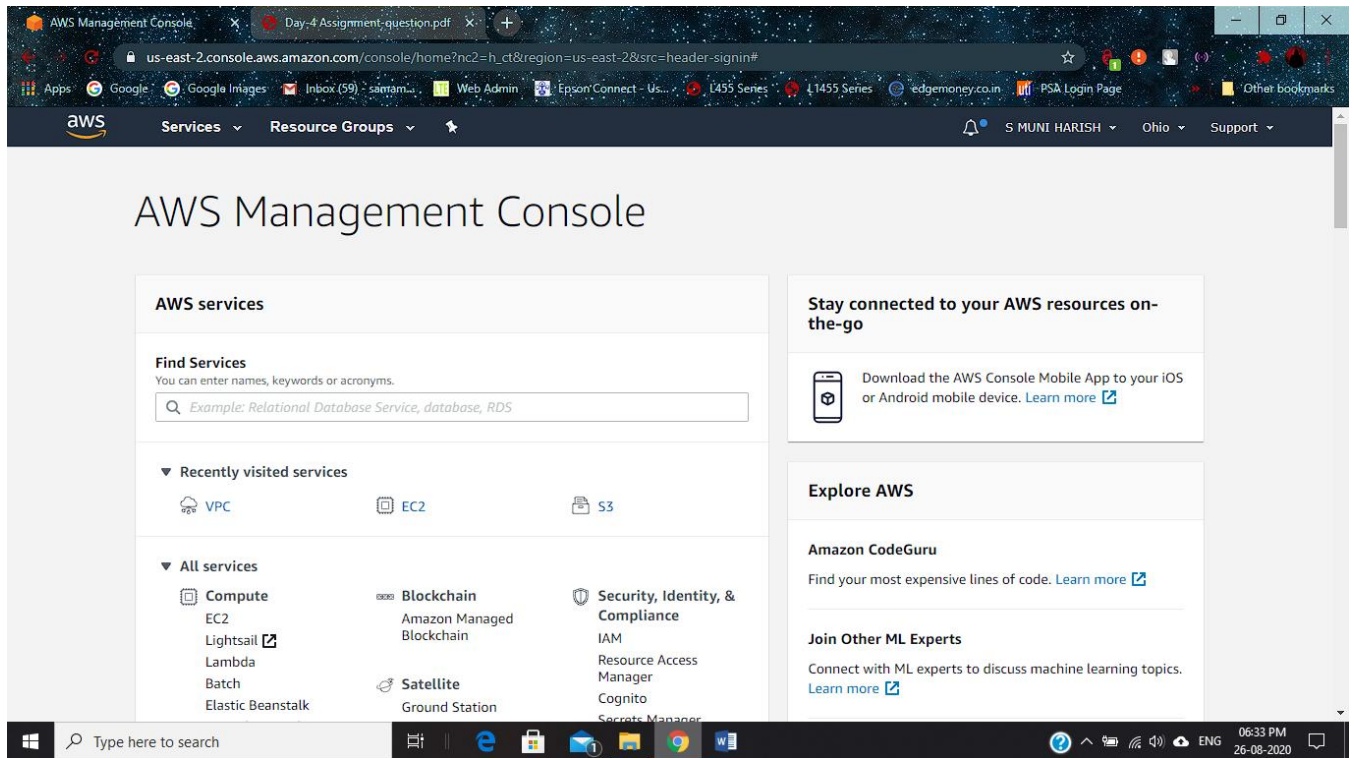 AWS Management Console
Day-4 Assignment-question.pdf
us-east-2.console.aws.amazon.com/console/home?nc2=h_ct&region=us-east-2&src=header-signin#
Apps Google Google Images Inbox (59) - Web Admin Epson Connect - Us... L455 Series L1455 Series edgemoney.co.in PSA Login Page Other bookmarks
aws Services Resource Groups S MUNI HARISH Ohio Support
AWS Management Console
AWS services
Find Services
You can enter names, keywords or acronyms.
Example: Relational Database Service, database, RDS
Recently visited services
VPC EC2 S3
All services
Compute
EC2
Lightsail
Lambda
Batch
Elastic Beanstalk
Blockchain
Amazon Managed
Blockchain
Satellite
Ground Station
Security, Identity, &
Compliance
IAM
Resource Access
Manager
Cognito
Secrets Manager
Stay connected to your AWS resources on-
the-go
Download the AWS Console Mobile App to your iOS
or Android mobile device. Learn more
Explore AWS
Amazon CodeGuru
Find your most expensive lines of code. Learn more
Join Other ML Experts
Connect with ML experts to discuss machine learning topics.
Learn more
Type here to search
ENG
06:33 PM
26-08-2020